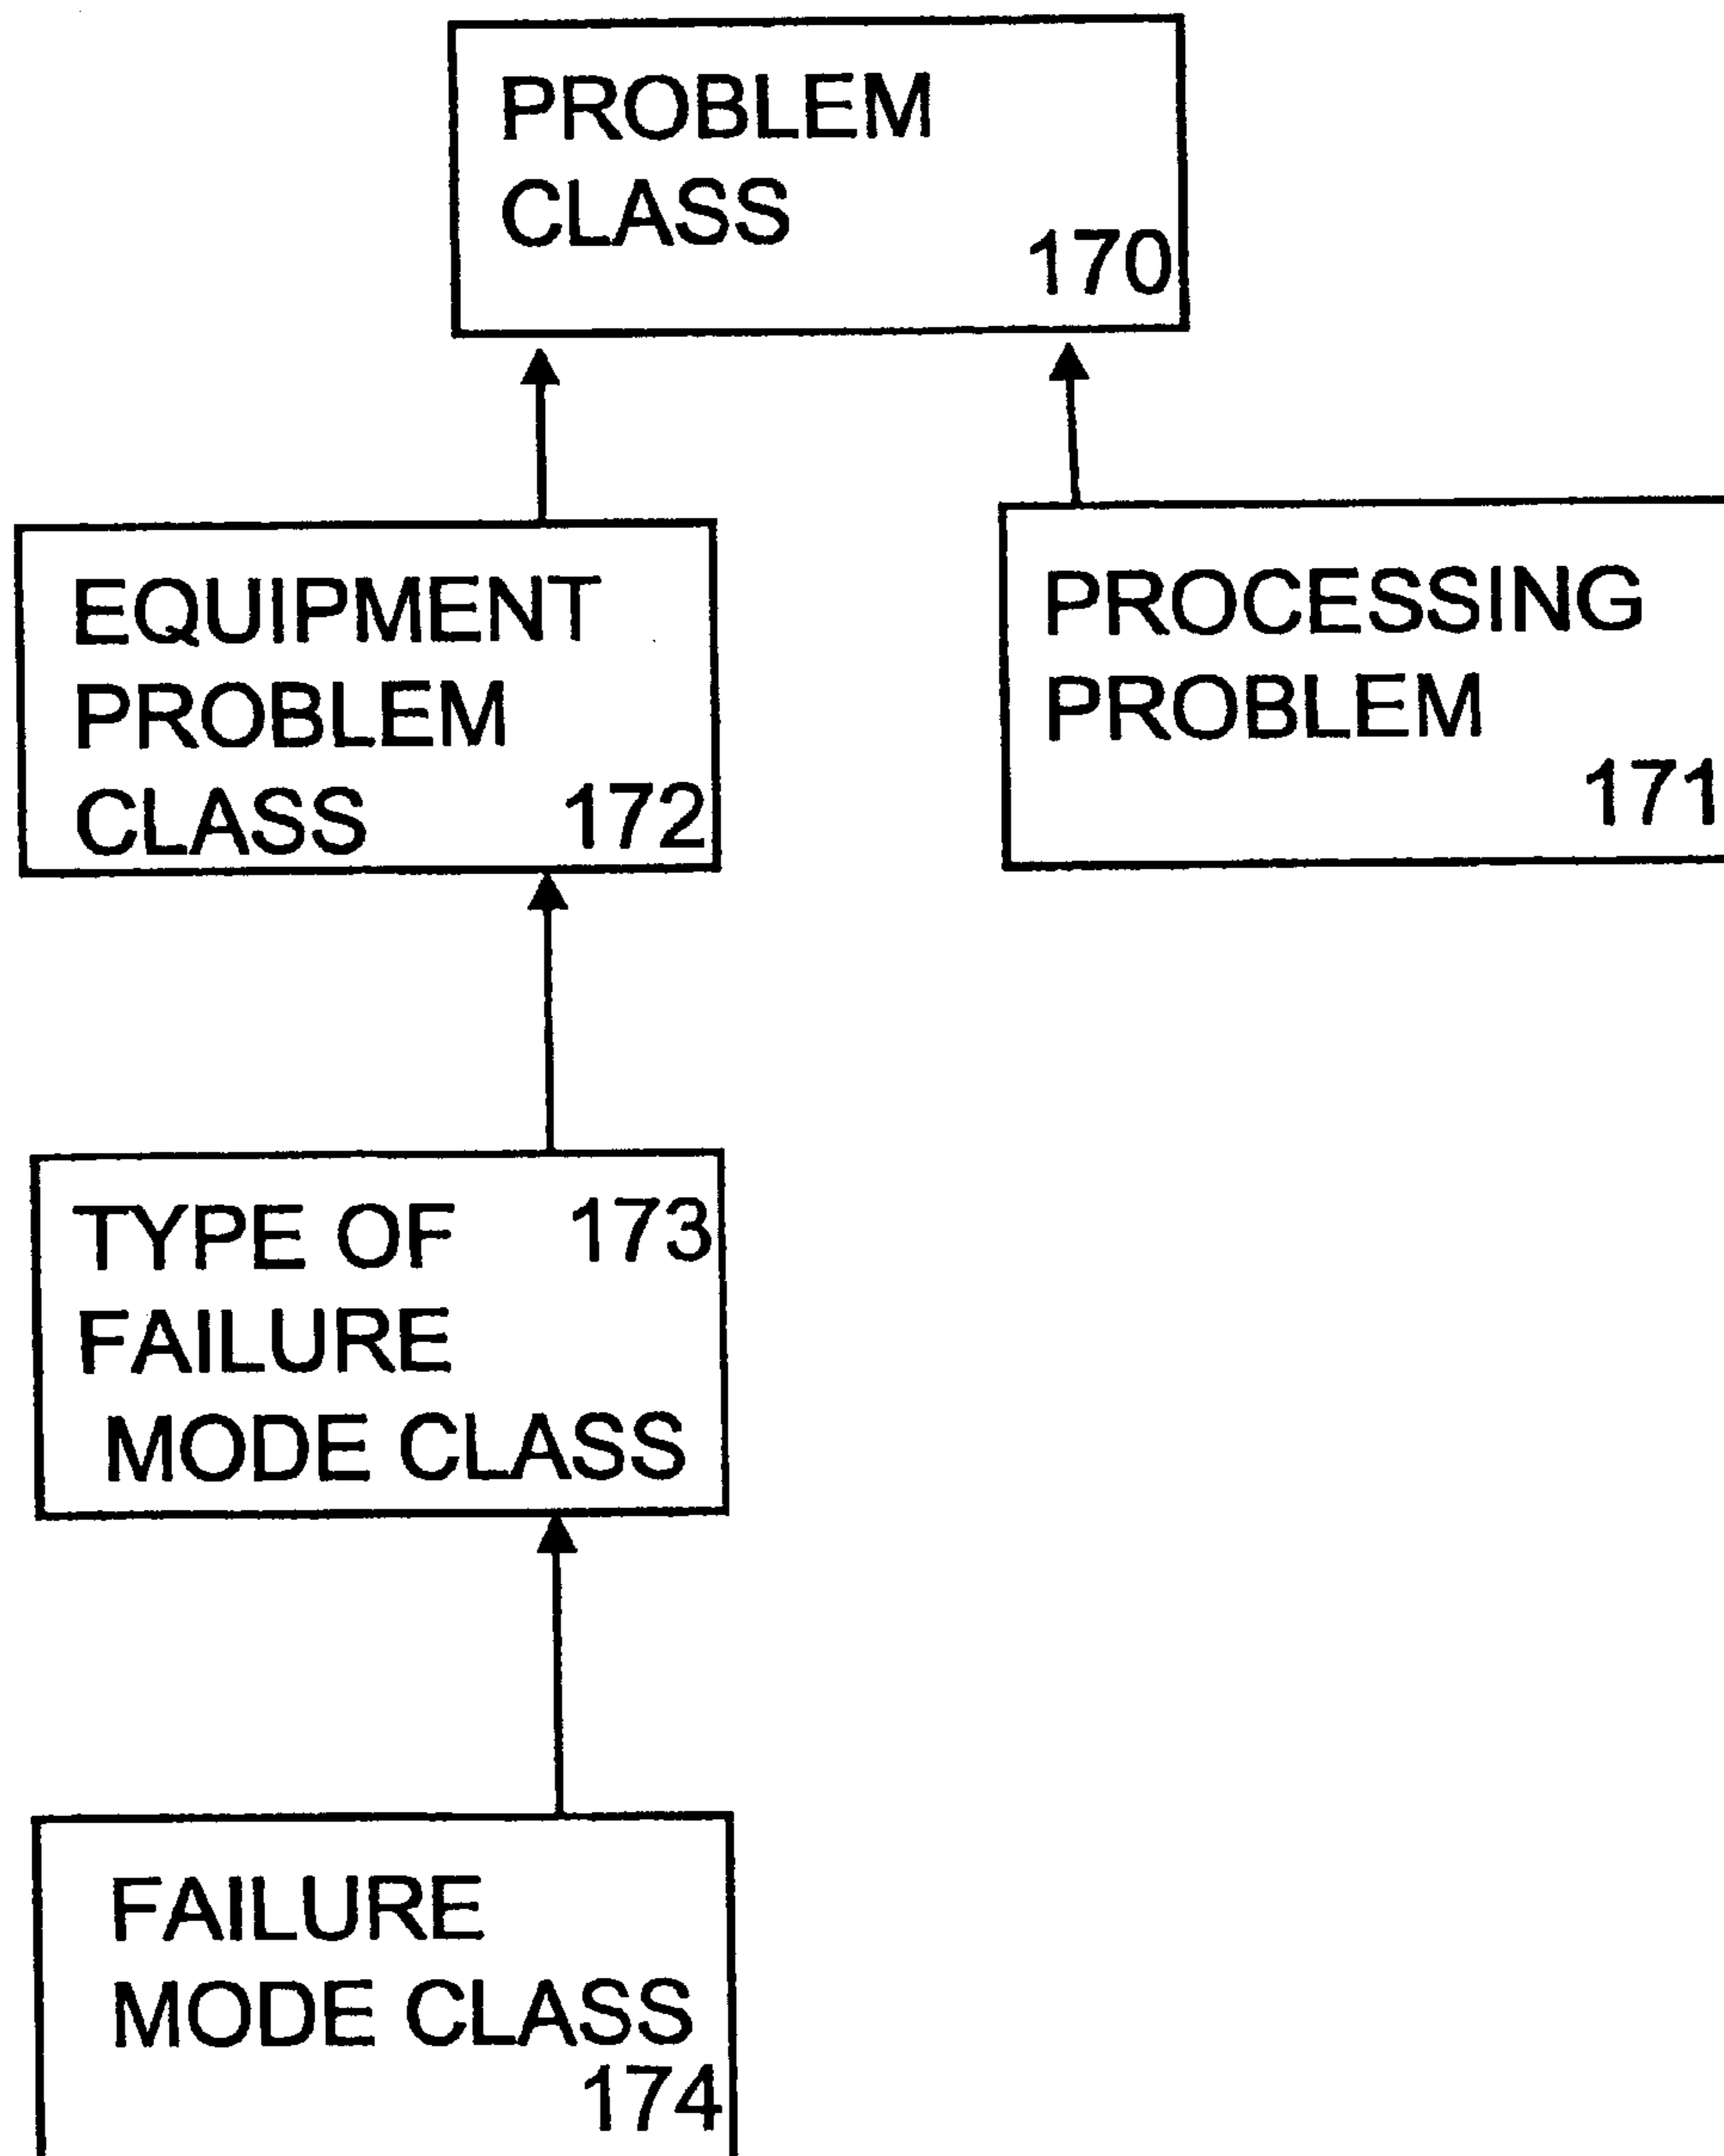 PROBLEM
CLASS
170
EQUIPMENT
PROBLEM
CLASS 172
PROCESSING
PROBLEM
171
TYPE OF 173
FAILURE
MODE CLASS
FAILURE
MODE CLASS
174